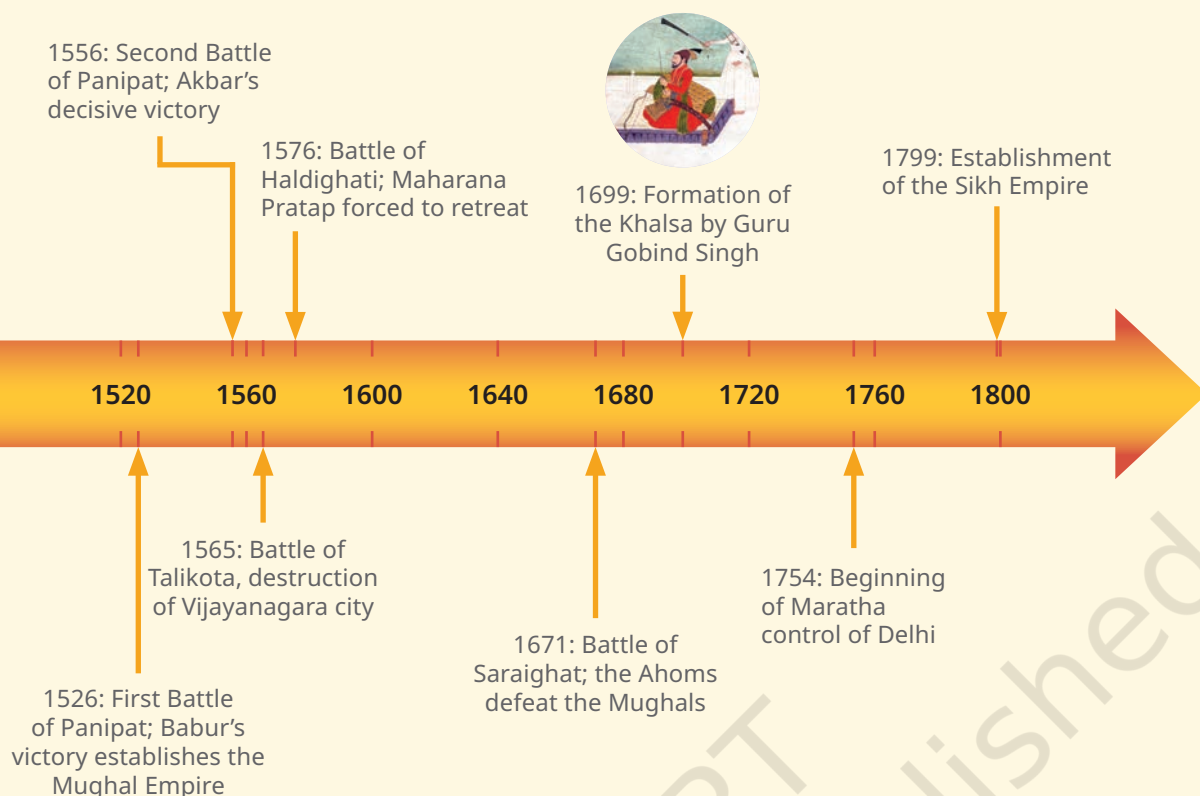 1556: Second Battle
of Panipat; Akbar’s
decisive victory
1576: Battle of
Haldighati; Maharana
Pratap forced to retreat
1699: Formation of
the Khalsa by Guru
Gobind Singh
1799: Establishment
of the Sikh Empire
1520 1560 1600 1640 1680 1720 1760 1800
1565: Battle of
Talikota, destruction
of Vijayanagara city
1526: First Battle
of Panipat; Babur’s
victory establishes the
Mughal Empire
1671: Battle of
Saraighat; the Ahoms
defeat the Mughals
1754: Beginning
of Maratha
control of Delhi